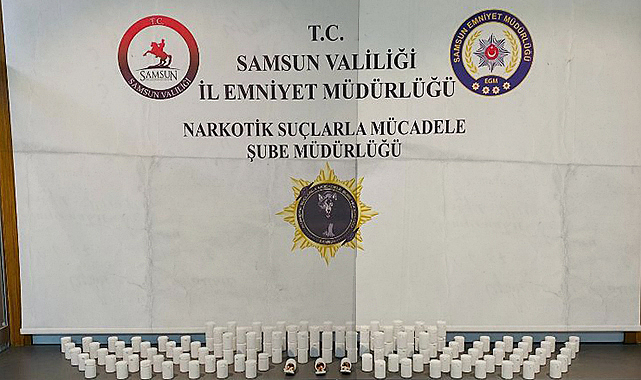 T.C.
SAMSUN
SAMSUN VALİLİĞİ
T.C.
SAMSUN VALİLİĞİ
İL EMNİYET MÜDÜRLÜĞÜ
NARKOTİK SUÇLARLA MÜCADELE
ŞUBE MÜDÜRLÜĞÜ
SAMSUN EMNİYET MÜDÜRLÜĞÜ
EGM